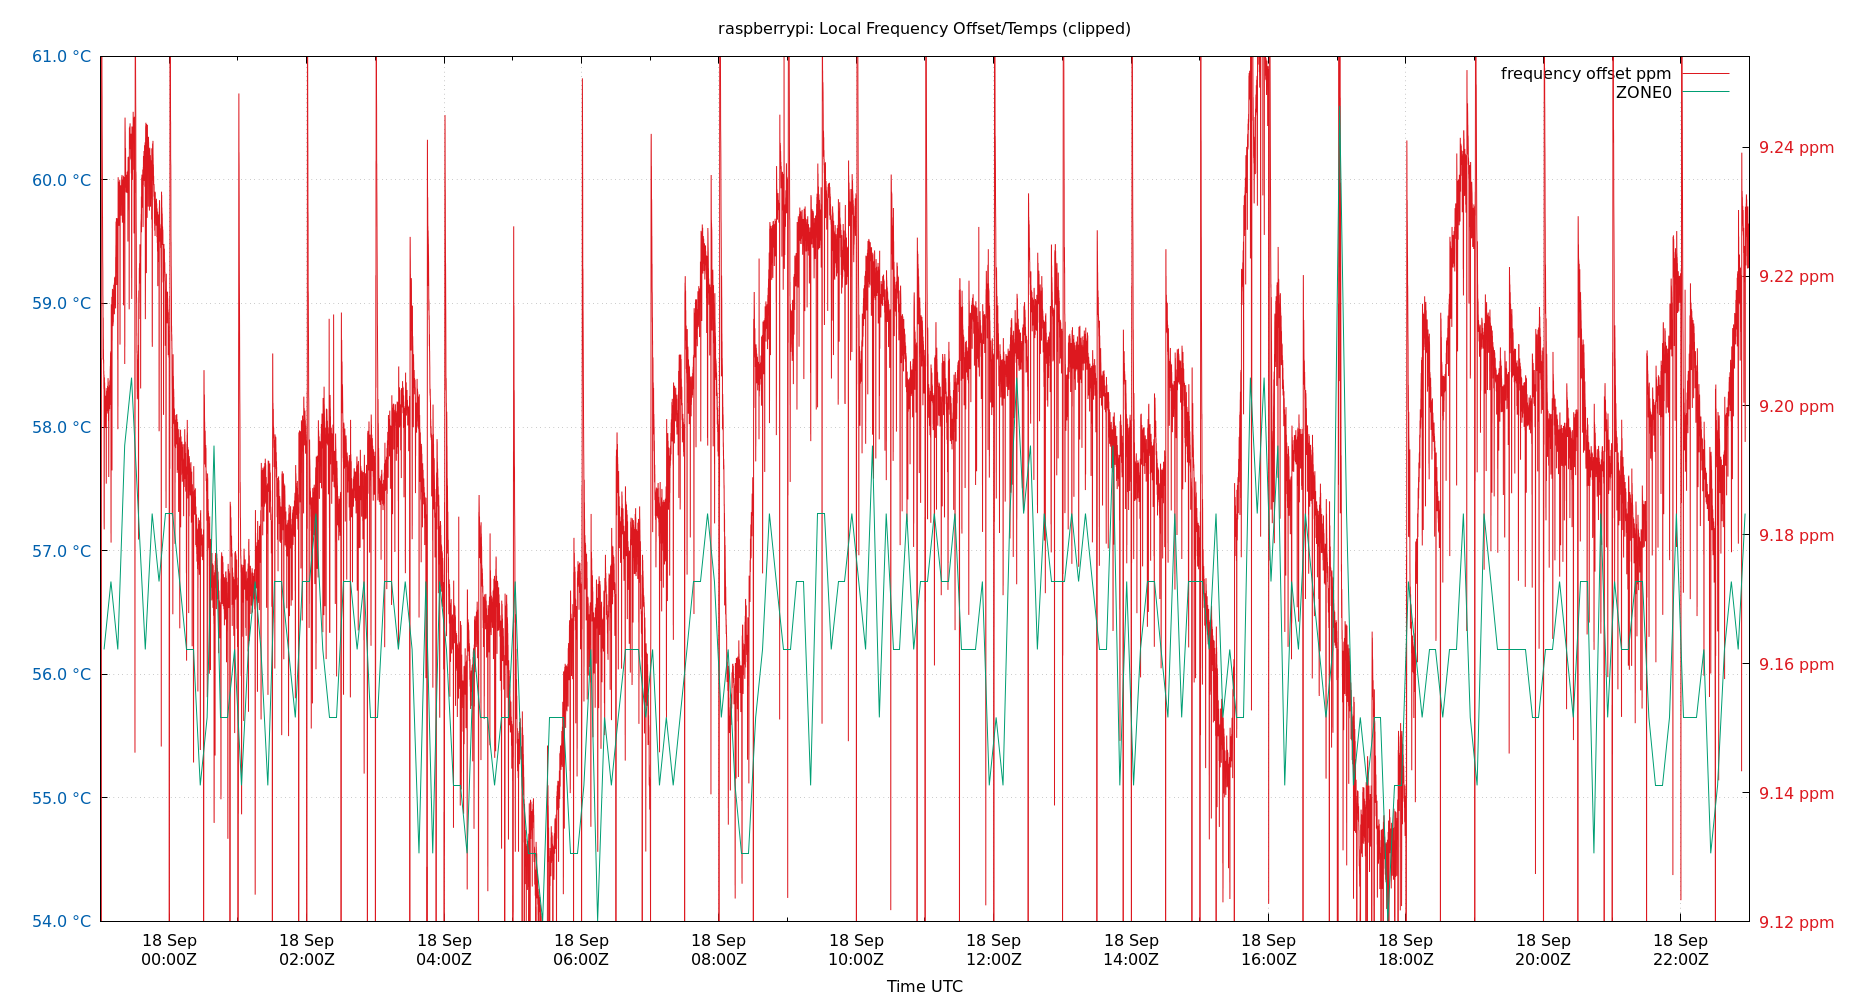 raspberrypi: Local Frequency Offset/Temps (clipped)
frequency offset ppm
ZONE0
61.0 °C
60.0 °C
59.0 °C
58.0 °C
57.0 °C
56.0 °C
55.0 °C
54.0 °C
9.24 ppm
9.22 ppm
9.20 ppm
9.18 ppm
9.16 ppm
9.14 ppm
9.12 ppm
18 Sep 18 Sep 18 Sep 18 Sep 18 Sep 18 Sep 18 Sep 18 Sep 18 Sep 18 Sep 18 Sep 18 Sep
00:00Z 02:00Z 04:00Z 06:00Z 08:00Z 10:00Z 12:00Z 14:00Z 16:00Z 18:00Z 20:00Z 22:00Z
Time UTC